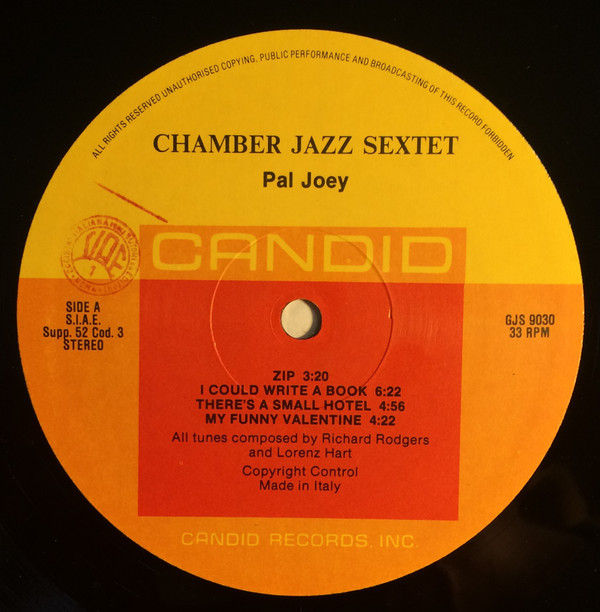 ALL RIGHTS RESERVED UNAUTHORISED COPYING, PUBLIC PERFORMANCE AND BROADCASTING OF THIS RECORD FORBIDDEN
CHAMBER JAZZ SEXTET
Pal Joey
CANDID
SIAE
SIDE A
S.I.A.E.
Supp. 52 Cod. 3
STEREO
GJS 9030
33 RPM
ZIP 3:20
I COULD WRITE A BOOK 6:22
THERE'S A SMALL HOTEL 4:56
MY FUNNY VALENTINE 4:22
All tunes composed by Richard Rodgers
and Lorenz Hart
Copyright Control
Made in Italy
CANDID RECORDS, INC.